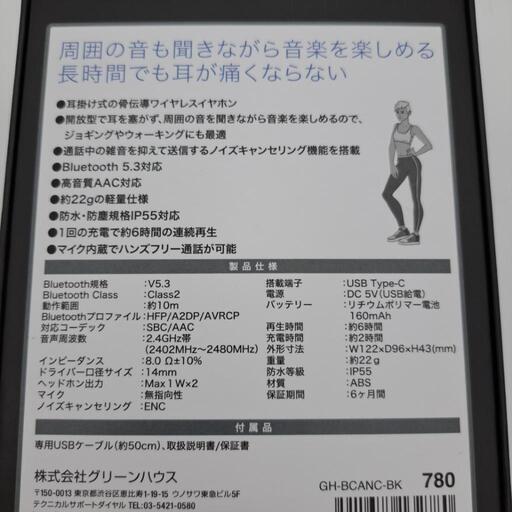 周囲の音も聞きながら音楽を楽しめる
長時間でも耳が痛くならない
●耳掛け式の骨伝導ワイヤレスイヤホン
●開放型で耳を塞がず、周囲の音を聞きながら音楽を楽しめるので、
ジョギングやウォーキングにも最適
●通話中の雑音を抑えて送信するノイズキャンセリング機能を搭載
●Bluetooth 5.3対応
●高音質AAC対応
●約22gの軽量仕様
●防水・防塵規格IP55対応
●1回の充電で約6時間の連続再生
●マイク内蔵でハンズフリー通話が可能
製品仕様
Bluetooth規格 :V5.3
Bluetooth Class :Class2
動作範囲 :約10m
Bluetoothプロファイル:HFP/A2DP/AVRCP
対応コーデック :SBC/AAC
音声周波数 :2.4GHz帯
(2402MHz~2480MHz)
インピーダンス :8.0 Ω±10%
ドライバー口径サイズ :14mm
ヘッドホン出力 :Max 1W×2
マイク :無指向性
ノイズキャンセリング :ENC
搭載端子 :USB Type-C
電源 :DC 5V(USB給電)
バッテリー :リチウムポリマー電池
160mAh
再生時間 :約6時間
充電時間 :約2時間
外形寸法 :W122×D96×H43(mm)
重量 :約22g
防水等級 :IP55
材質 :ABS
保証期間 :6ヶ月間
付属品
専用USBケーブル(約50cm)、取扱説明書/保証書
株式会社グリーンハウス
〒150-0013 東京都渋谷区恵比寿1-19-15 ウノサワ東急ビル5F
テクニカルサポートダイヤル TEL:03-5421-0580
GH-BCANC-BK 780